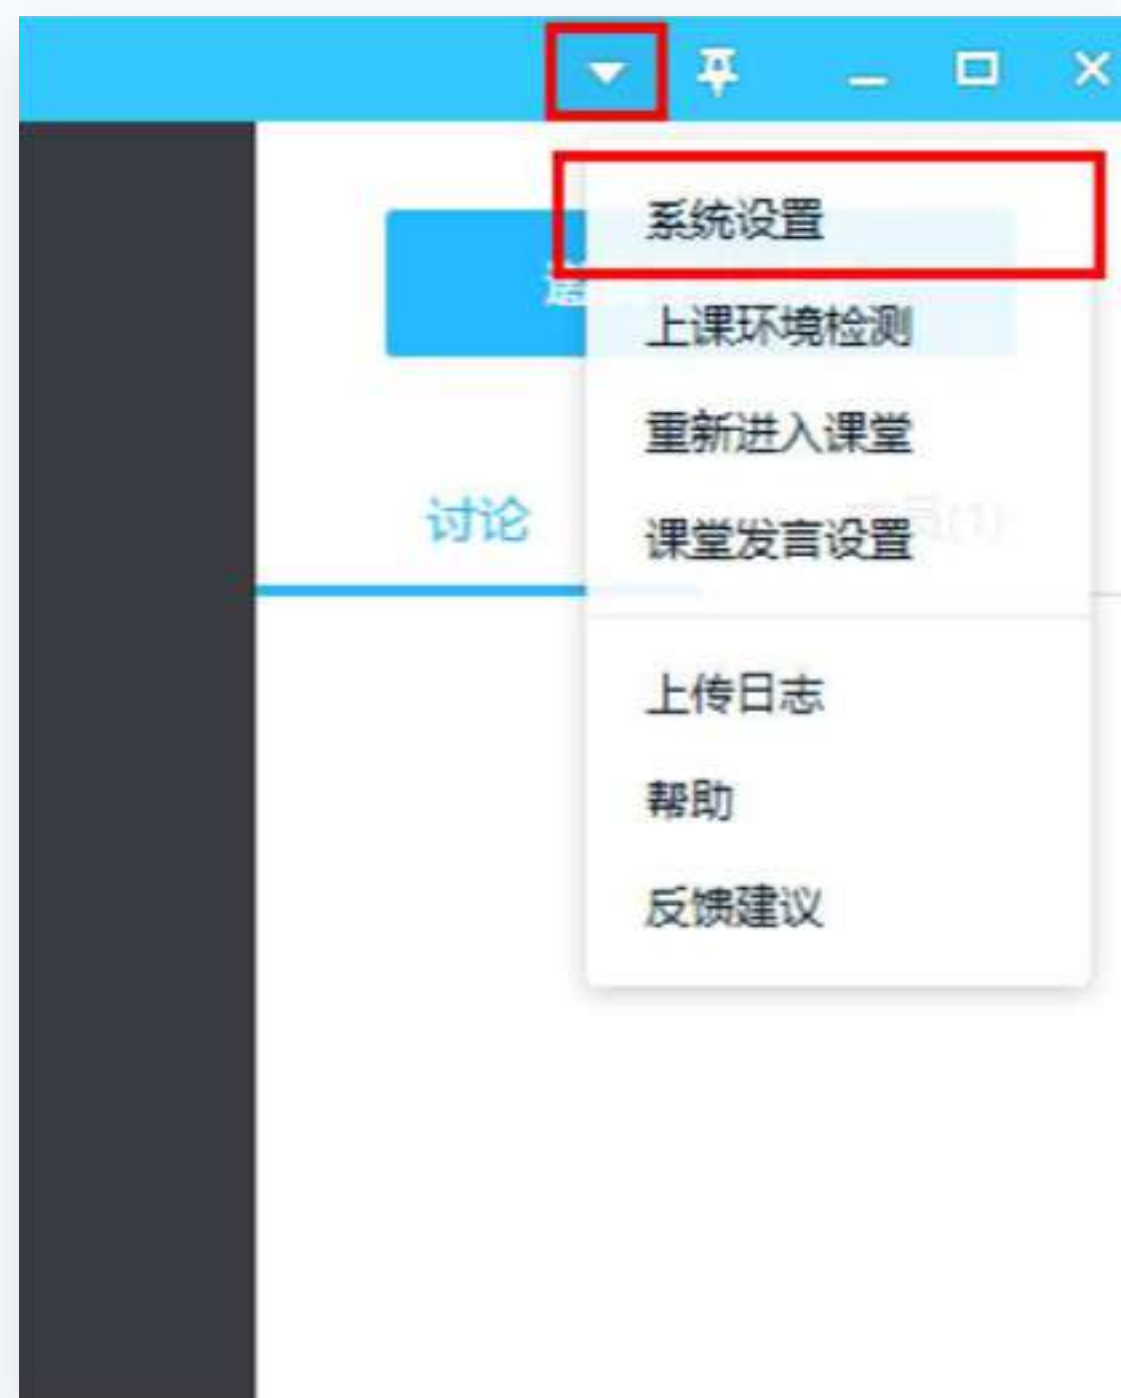 系统设置
上课环境检测
重新进入课堂
讨论
课堂发言设置
上传日志
帮助
反馈建议